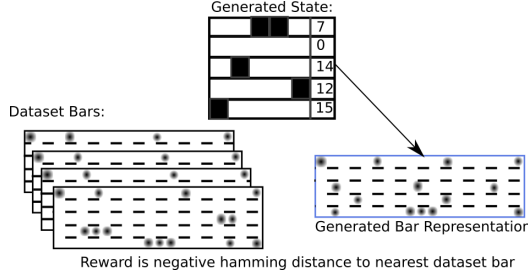 Generated State:
7
0
14
12
15
Dataset Bars:
Generated Bar Representation
Reward is negative hamming distance to nearest dataset bar